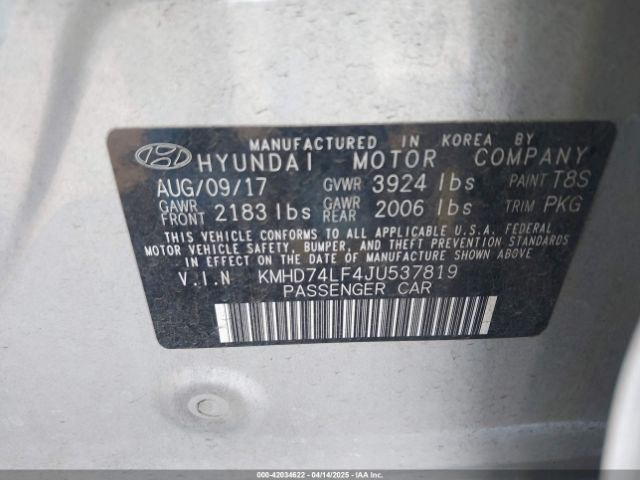 MANUFACTURED IN KOREA BY
HYUNDAI MOTOR COMPANY
AUG/09/17 GVWR 3924 lbs PAINT T8S
GAWR FRONT 2183 lbs GAWR REAR 2006 lbs TRIM PKG
THIS VEHICLE CONFORMS TO ALL APPLICABLE U.S.A. FEDERAL
MOTOR VEHICLE SAFETY, BUMPER, AND THEFT PREVENTION
STANDARDS IN EFFECT ON THE DATE OF MANUFACTURE SHOWN ABOVE
V.I.N KMHD74LF4JU537819
PASSENGER CAR
000-42034622 04/14/2025 IAAI.COM